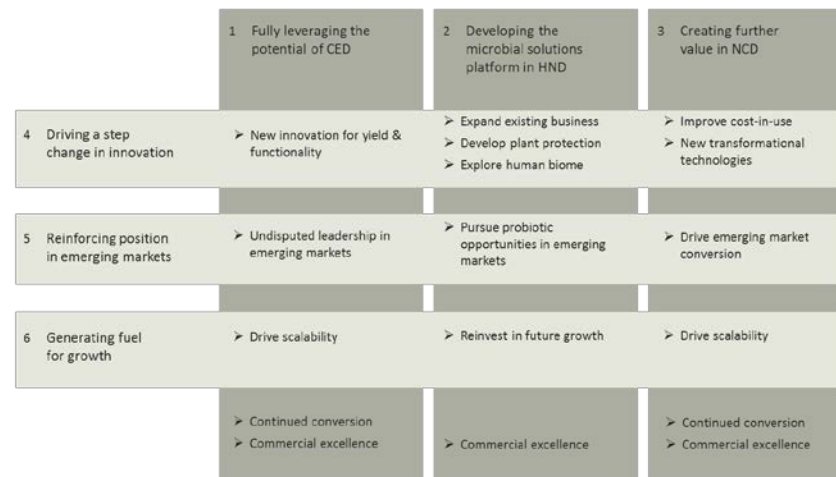 1 Fully leveraging the
potential of CED
2 Developing the
microbial solutions
platform in HND
3 Creating further
value in NCD
4 Driving a step
change in innovation
➢ New innovation for yield &
functionality
➢ Expand existing business
➢ Develop plant protection
➢ Explore human biome
➢ Improve cost-in-use
➢ New transformational
technologies
5 Reinforcing position
in emerging markets
➢ Undisputed leadership in
emerging markets
➢ Pursue probiotic
opportunities in emerging
markets
➢ Drive emerging market
conversion
6 Generating fuel
for growth
➢ Drive scalability
➢ Reinvest in future growth
➢ Drive scalability
➢ Continued conversion
➢ Commercial excellence
➢ Commercial excellence
➢ Continued conversion
➢ Commercial excellence